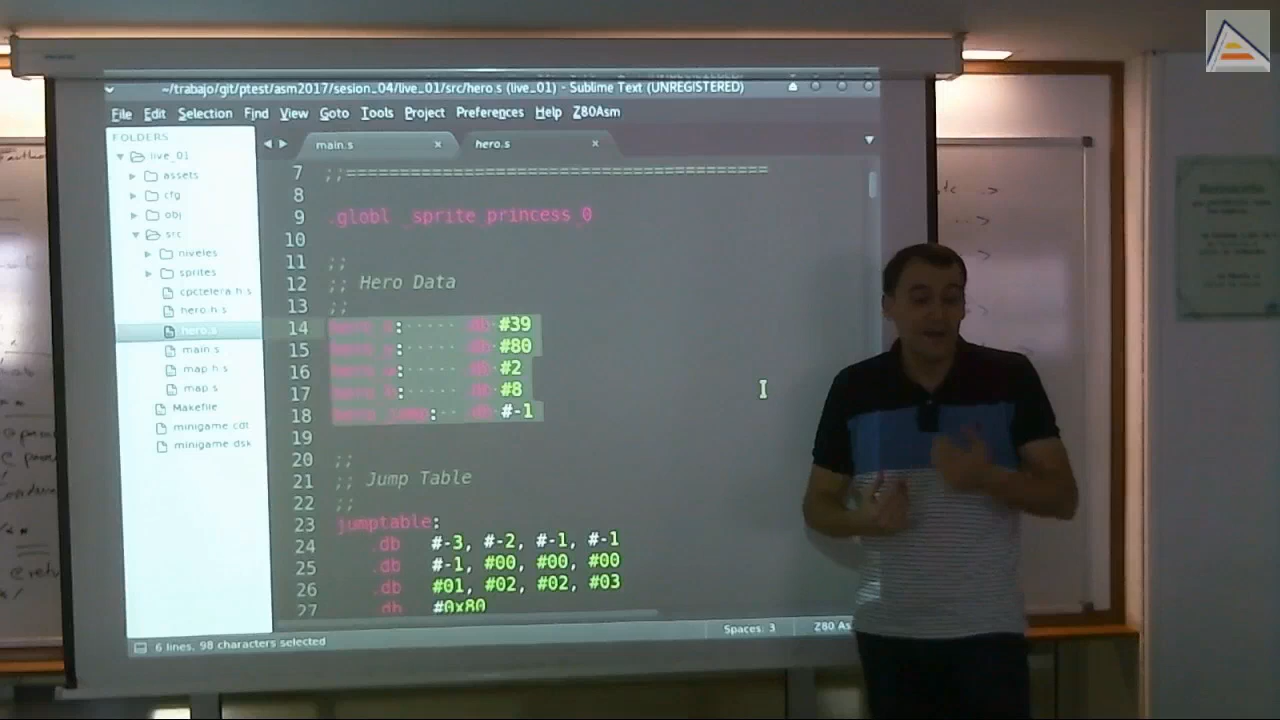 ~/trabajo/git/ptest/asm2017/sesion_04/live_01/src/hero.s (live_01) - Sublime Text (UNREGISTERED)
File Edit Selection Find View Goto Tools Project Preferences Help Z80Asm
FOLDERS
live_01
assets
cfg
obj
src
niveles
sprites
cpctelera.h.s
hero.h.s
hero.s
main.s
map.h.s
map.s
Makefile
minigame.cdt
minigame.dsk
main.s × hero.s ×
7 ;;====================================
8
9 .globl _sprite_princess_0
10
11 ;;
12 ;; Hero Data
13 ;;
14 hero_x: .db #39
15 hero_y: .db #80
16 hero_w: .db #2
17 hero_h: .db #8
18 hero_jump: .db #-1
19
20 ;;
21 ;; Jump Table
22 ;;
23 jumptable:
24 .db #-3, #-2, #-1, #-1
25 .db #-1, #00, #00, #00
26 .db #01, #02, #02, #03
27 .db #0x80
6 lines, 98 characters selected
Spaces: 3
Z80 As